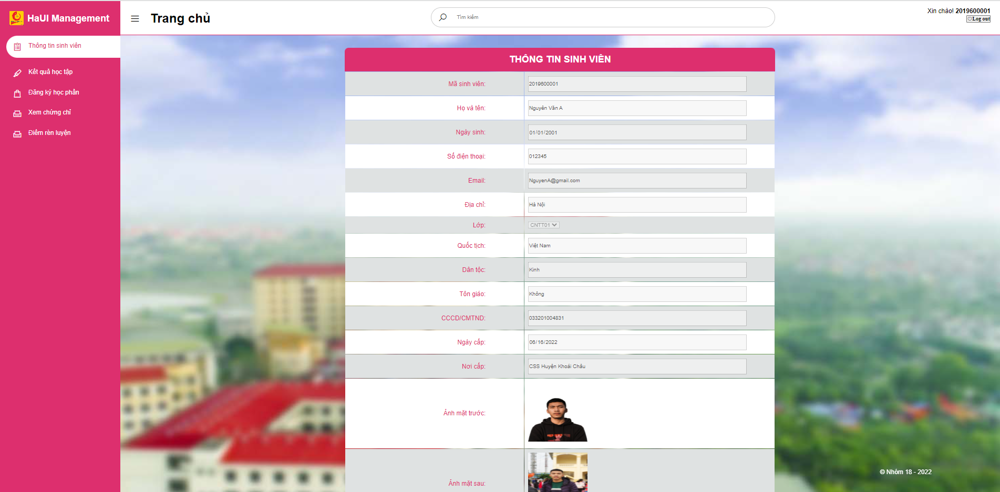 HaUI Management
Trang chủ
Tìm kiếm
Xin chào! 2019600001
Log out
Thông tin sinh viên
Kết quả học tập
Đăng ký học phần
Xem chứng chỉ
Điểm rèn luyện
THÔNG TIN SINH VIÊN
Mã sinh viên: 2019600001
Họ và tên: Nguyễn Văn A
Ngày sinh: 01/01/2001
Số điện thoại: 012345
Email: NguyenA@gmail.com
Địa chỉ: Hà Nội
Lớp: CNTT01
Quốc tịch: Việt Nam
Dân tộc: Kinh
Tôn giáo: Không
CCCD/CMTND: 033201004831
Ngày cấp: 06/16/2022
Nơi cấp: CSS Huyện Khoái Châu
Ảnh mặt trước:
Ảnh mặt sau:
© Nhóm 18 - 2022